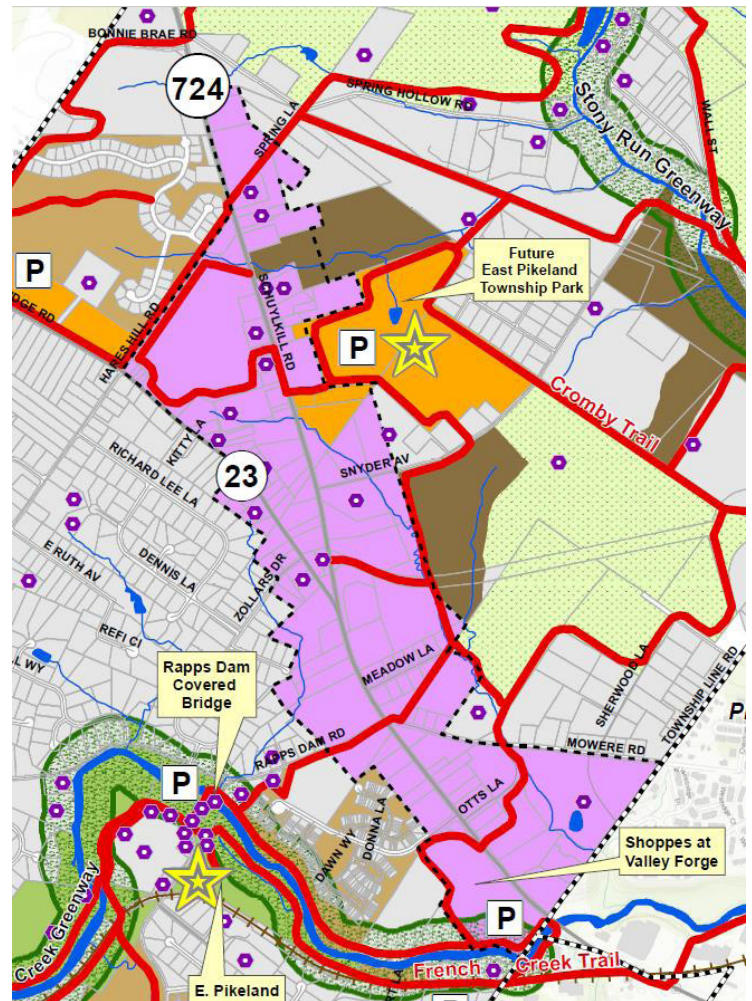 BONNIE BRAE RD
724
SPRING HOLLOW RD
SPRING LA
WALL ST
Stony Run Greenway
Future
East Pikeland
Township Park
P
SCHUYLKILL RD
P
HARES HILL RD
Cromby Trail
KITTY LA
SNYDER AV
RICHARD LEE LA
23
DENNIS LA
E RUTH AV
ZOLLARS DR
REFI CI
Rapps Dam
Covered
Bridge
MEADOW LA
SHERWOOD LA
TOWNSHIP LINE RD
MOWERE RD
RAPPS DAM RD
P
OTTS LA
DONNA LA
DAWN WY
Shoppes at
Valley Forge
P
Creek Greenway
French Creek Trail
E. Pikeland